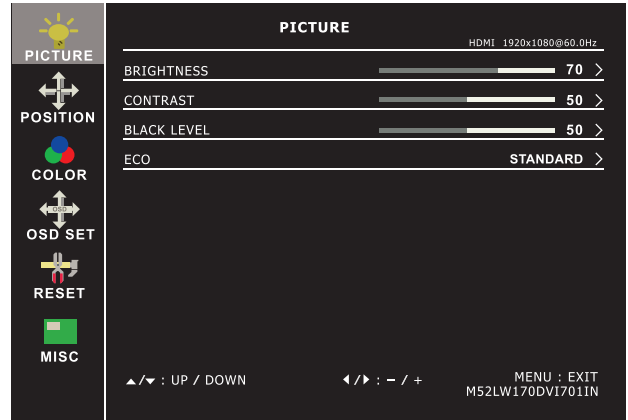 PICTURE
HDMI 1920x1080@60.0Hz
PICTURE
BRIGHTNESS 70 >
CONTRAST 50 >
POSITION
BLACK LEVEL 50 >
ECO STANDARD >
COLOR
OSD
OSD SET
RESET
MISC
▲/▼ : UP / DOWN ◀/▶ : – / + MENU : EXIT
M52LW170DVI701IN